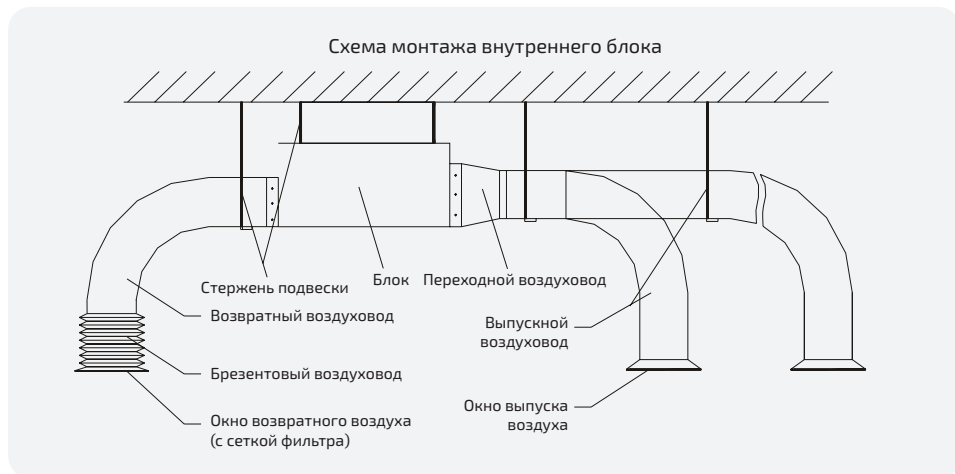 Схема монтажа внутреннего блока
Стержень подвески
Блок
Переходной воздуховод
Возвратный воздуховод
Выпускной
воздуховод
Брезентовый воздуховод
Окно возвратного воздуха
(с сеткой фильтра)
Окно выпуска
воздуха